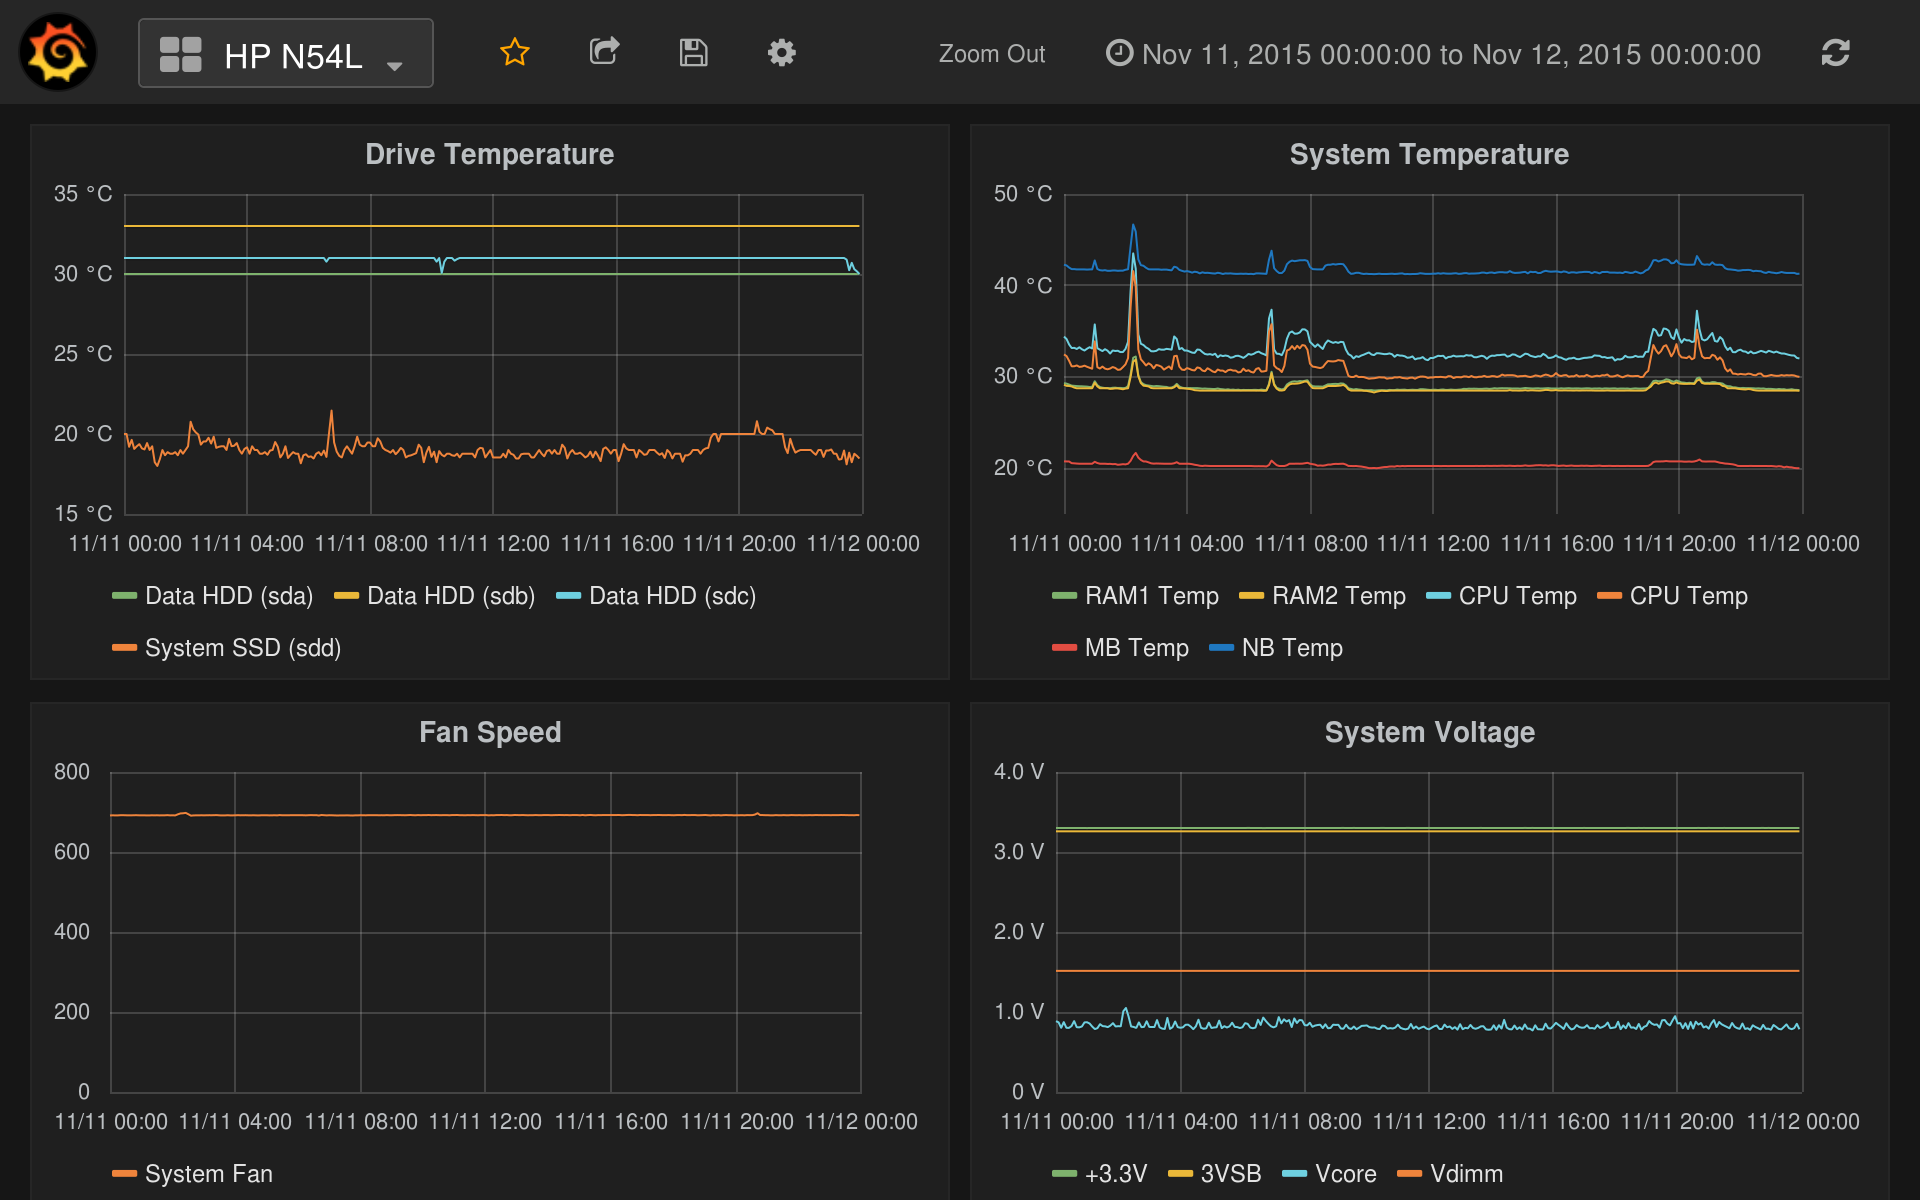 HP N54L
Zoom Out
Nov 11, 2015 00:00:00 to Nov 12, 2015 00:00:00
Drive Temperature
35 °C
30 °C
25 °C
20 °C
15 °C
11/11 00:00 11/11 04:00 11/11 08:00 11/11 12:00 11/11 16:00 11/11 20:00 11/12 00:00
Data HDD (sda) Data HDD (sdb) Data HDD (sdc)
System SSD (sdd)
System Temperature
50 °C
40 °C
30 °C
20 °C
11/11 00:00 11/11 04:00 11/11 08:00 11/11 12:00 11/11 16:00 11/11 20:00 11/12 00:00
RAM1 Temp RAM2 Temp CPU Temp CPU Temp
MB Temp NB Temp
Fan Speed
800
600
400
200
0
11/11 00:00 11/11 04:00 11/11 08:00 11/11 12:00 11/11 16:00 11/11 20:00 11/12 00:00
System Fan
System Voltage
4.0 V
3.0 V
2.0 V
1.0 V
0 V
11/11 00:00 11/11 04:00 11/11 08:00 11/11 12:00 11/11 16:00 11/11 20:00 11/12 00:00
+3.3V 3VSB Vcore Vdimm